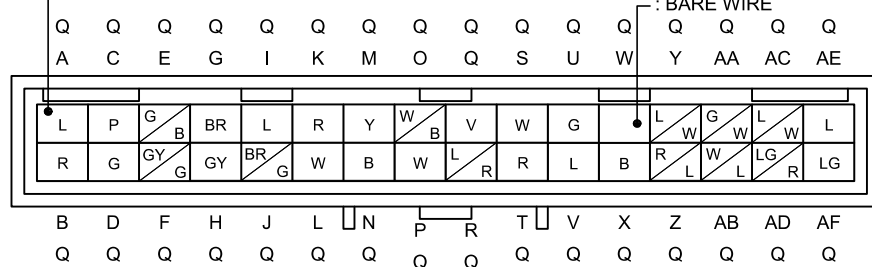 : BARE WIRE
Q Q Q Q Q Q Q Q Q Q Q Q Q Q Q Q
A C E G I K M O Q S U W Y AA AC AE
L P G/B BR L R Y W/B V W G L/W G/W L/W L
R G GY/G GY BR/G W B W L/R R L B R/L W/L LG/R LG
B D F H J L N P R T V X Z AB AD AF
Q Q Q Q Q Q Q Q Q Q Q Q Q Q Q Q